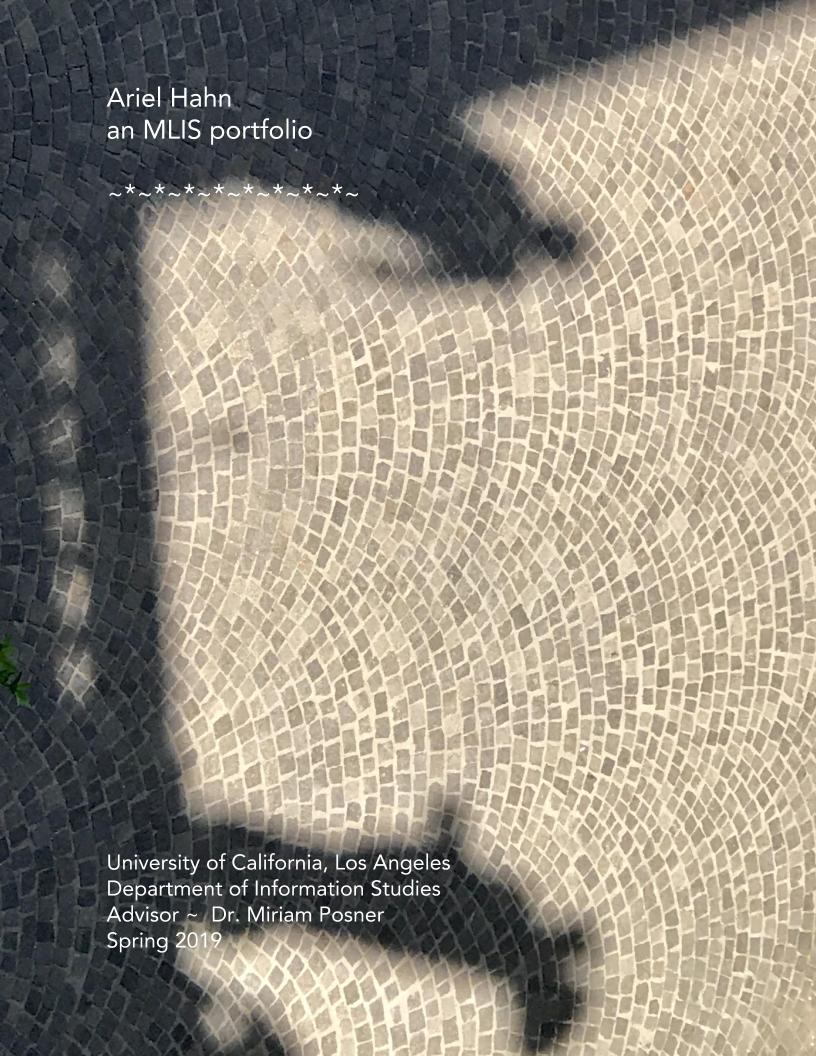 Ariel Hahn
an MLIS portfolio
~*~*~*~*~*~*~*~*~
University of California, Los Angeles
Department of Information Studies
Advisor ~ Dr. Miriam Posner
Spring 2019